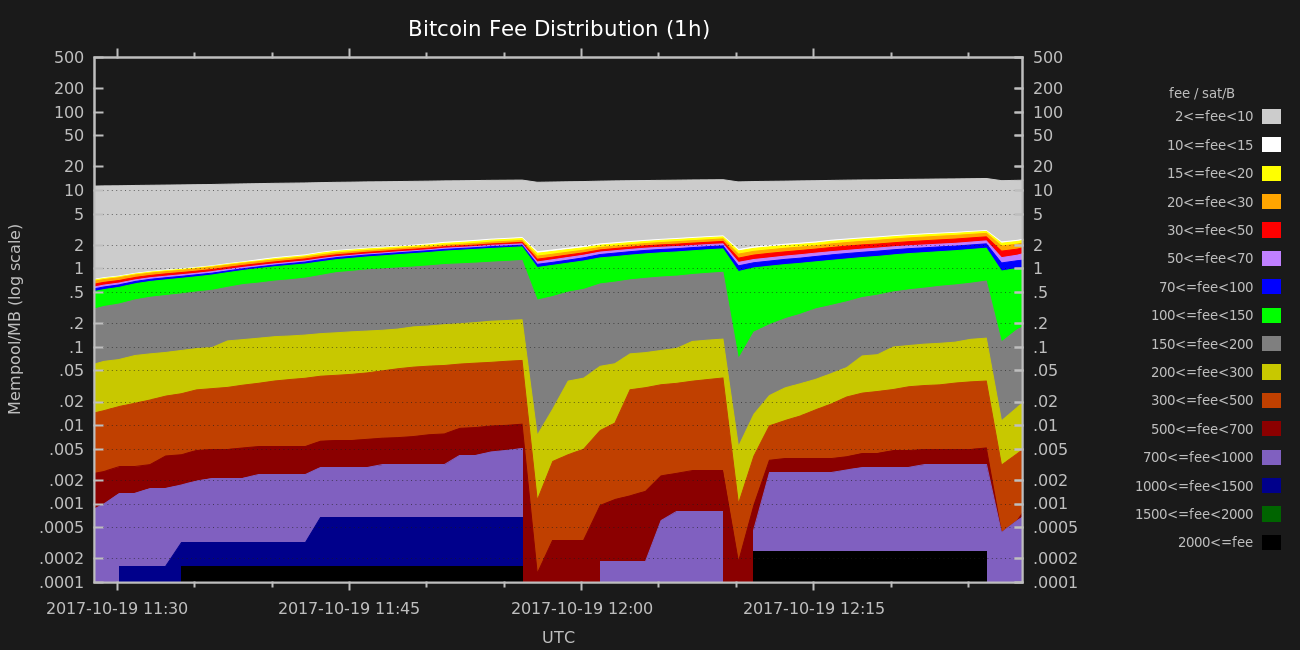 Bitcoin Fee Distribution (1h)
Mempool/MB (log scale)
500
200
100
50
20
10
5
2
1
.5
.2
.1
.05
.02
.01
.005
.002
.001
.0005
.0002
.0001
500
200
100
50
20
10
5
2
1
.5
.2
.1
.05
.02
.01
.005
.002
.001
.0005
.0002
.0001
2017-10-19 11:30
2017-10-19 11:45
2017-10-19 12:00
2017-10-19 12:15
UTC
fee / sat/B
2<=fee<10
10<=fee<15
15<=fee<20
20<=fee<30
30<=fee<50
50<=fee<70
70<=fee<100
100<=fee<150
150<=fee<200
200<=fee<300
300<=fee<500
500<=fee<700
700<=fee<1000
1000<=fee<1500
1500<=fee<2000
2000<=fee